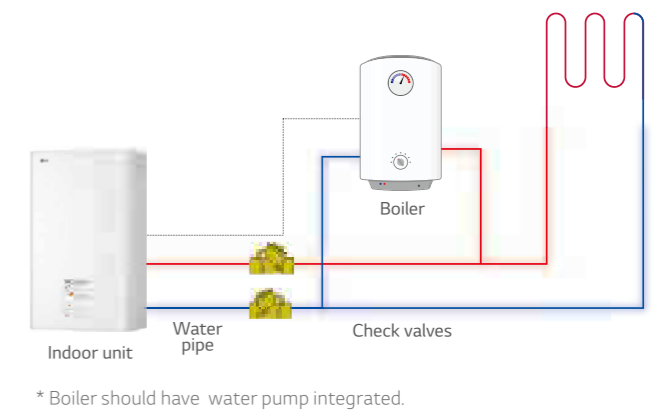 Boiler
Water
pipe
Check valves
Indoor unit
* Boiler should have water pump integrated.